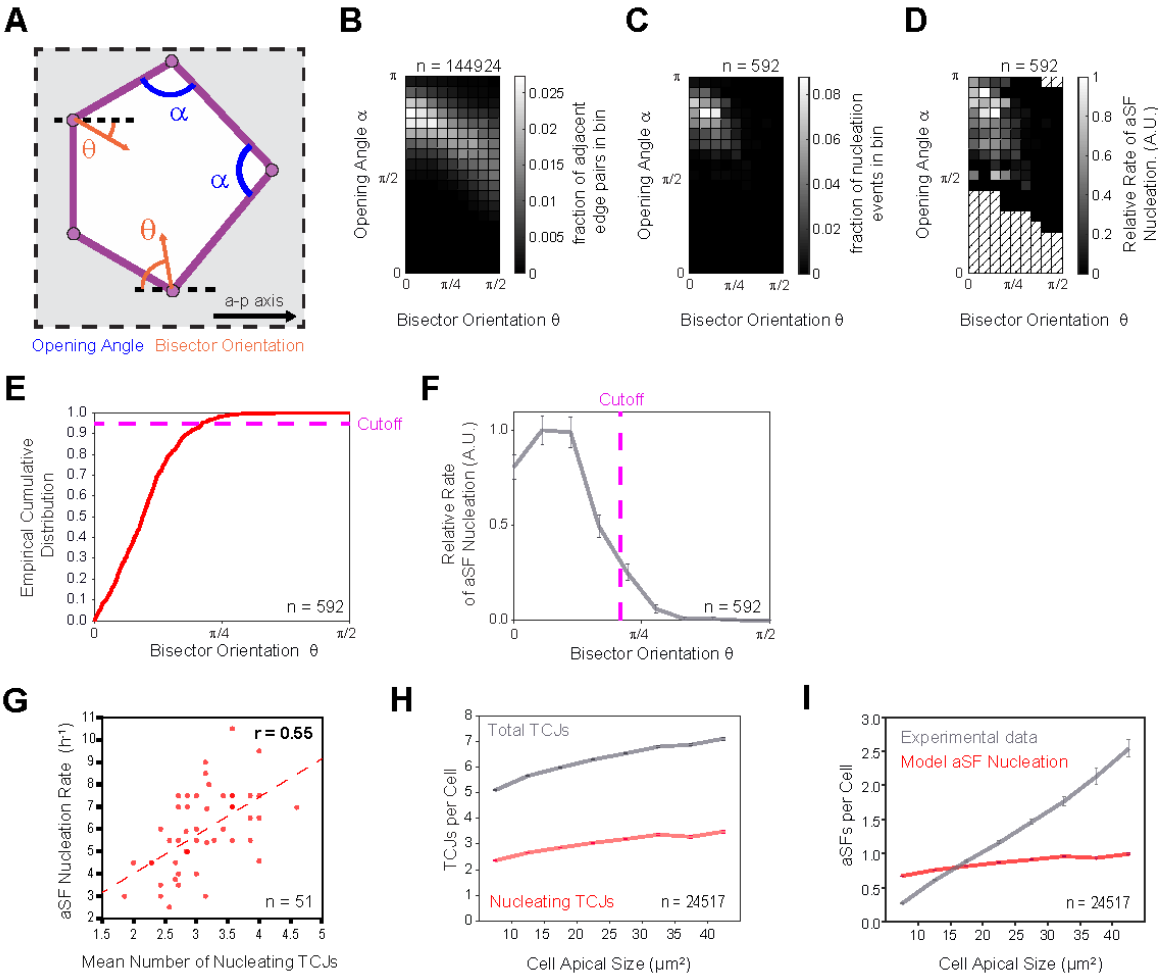 A
α
θ
α
θ
a-p axis
Opening Angle
Bisector Orientation
B
n = 144924
π
π/2
0
Opening Angle α
0
π/4
π/2
Bisector Orientation θ
0.025
0.02
0.015
0.01
0.005
0
fraction of adjacent
edge pairs in bin
C
n = 592
π
π/2
0
Opening Angle α
0
π/4
π/2
Bisector Orientation θ
0.08
0.06
0.04
0.02
0
fraction of nucleatiion
events in bin
D
n = 592
π
π/2
0
Opening Angle α
0
π/4
π/2
Bisector Orientation θ
1
0.8
0.6
0.4
0.2
0
Relative Rate of aSF
Nucleation. (A.U.)
E
1.0
0.9
0.8
0.7
0.6
0.5
0.4
0.3
0.2
0.1
0.0
Empirical Cumulative
Distribution
Cutoff
n = 592
0
π/4
π/2
Bisector Orientation θ
F
Cutoff
1.0
0.5
0.0
Relative Rate
of aSF Nucleation (A.U.)
n = 592
0
π/4
π/2
Bisector Orientation θ
G
11
10
9
8
7
6
5
4
3
2
aSF Nucleation Rate (h⁻¹)
r = 0.55
n = 51
1.5
2
2.5
3
3.5
4
4.5
5
Mean Number of Nucleating TCJs
H
8
7
6
5
4
3
2
1
0
TCJs per Cell
Total TCJs
Nucleating TCJs
n = 24517
10
15
20
25
30
35
40
Cell Apical Size (μm²)
I
3.0
2.5
2.0
1.5
1.0
0.5
0.0
aSFs per Cell
Experimental data
Model aSF Nucleation
n = 24517
10
15
20
25
30
35
40
Cell Apical Size (μm²)